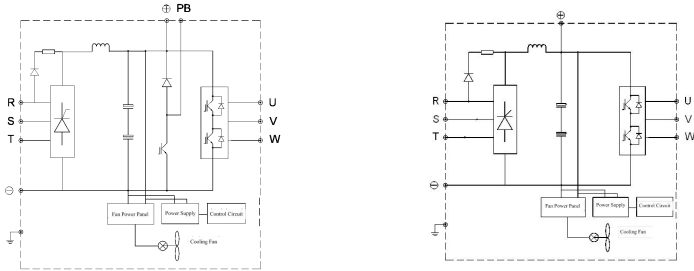 ⊕ PB
R
S
T
U
V
W
⊖
Fan Power Panel
Power Supply
Control Circuit
Cooling Fan
⊕
R
S
T
U
V
W
⊖
Fan Power Panel
Power Supply
Control Circuit
Cooling Fan